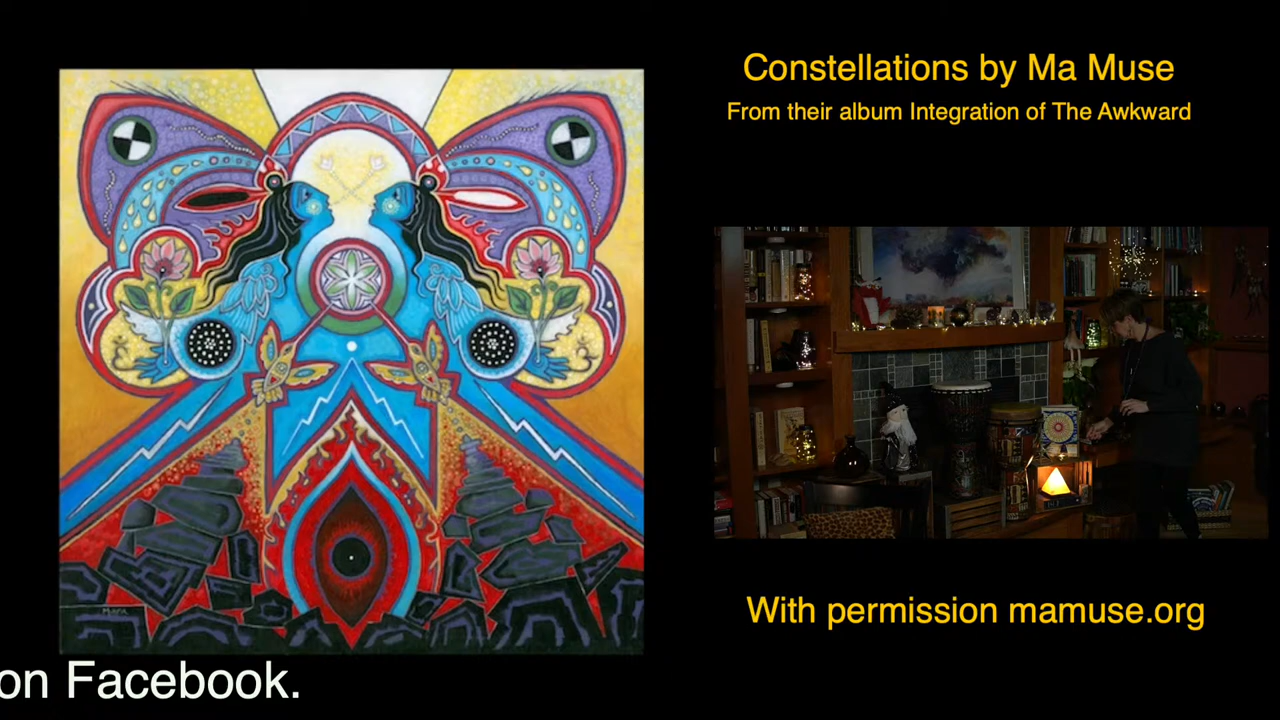 Constellations by Ma Muse
From their album Integration of The Awkward
With permission mamuse.org
on Facebook.